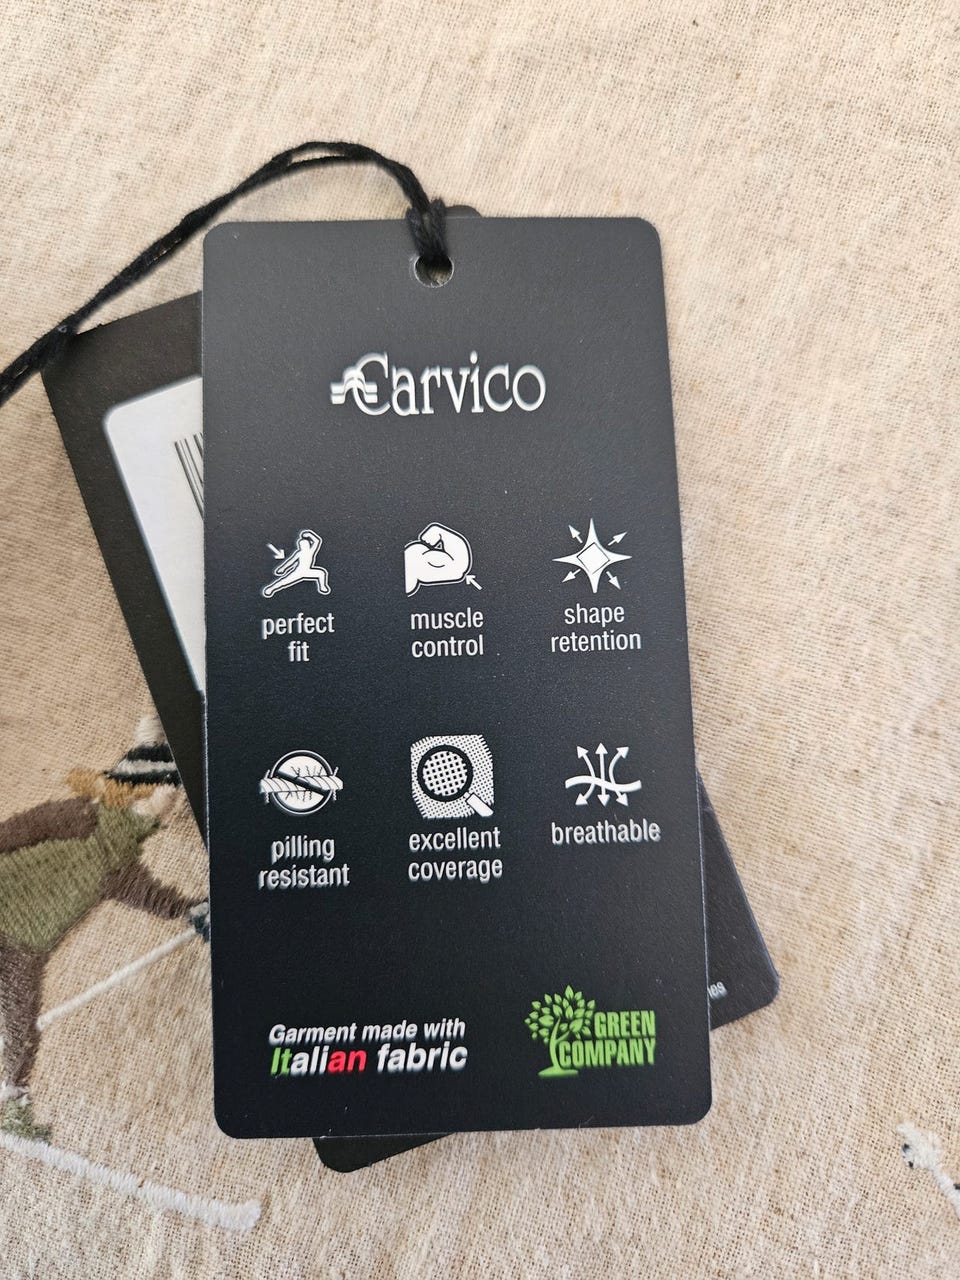 Carvico
perfect
fit
muscle
control
shape
retention
pilling
resistant
excellent
coverage
breathable
Garment made with
Italian fabric
GREEN
COMPANY